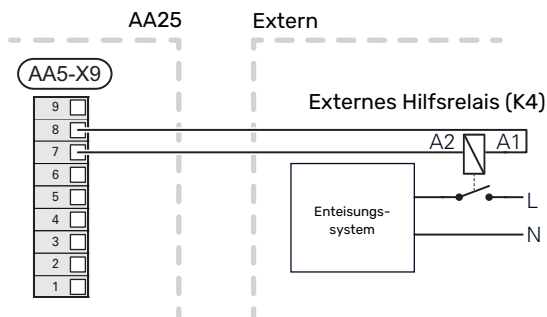 AA25
Extern
AA5-X9
Externes Hilfsrelais (K4)
9
8
7
6
5
4
3
2
1
A2
A1
Enteisungs-
system
L
N